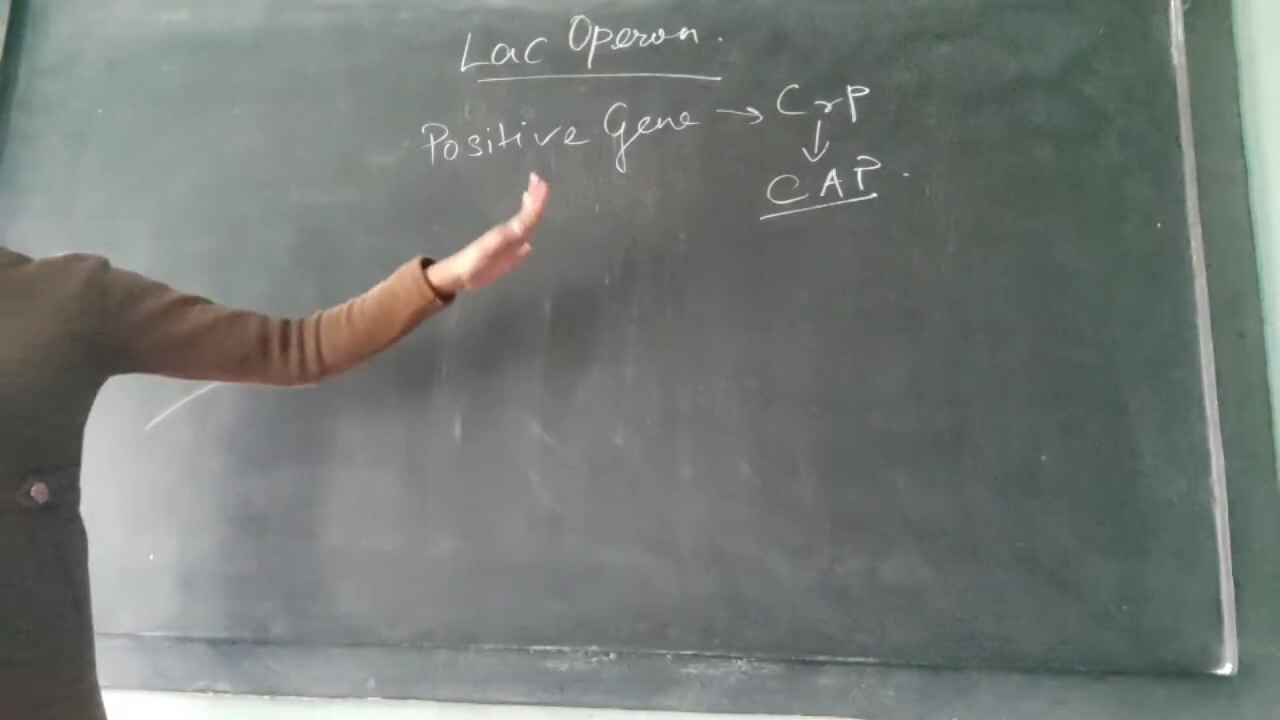 Lac Operon.
Positive Gene → CrP
↓
CAP.